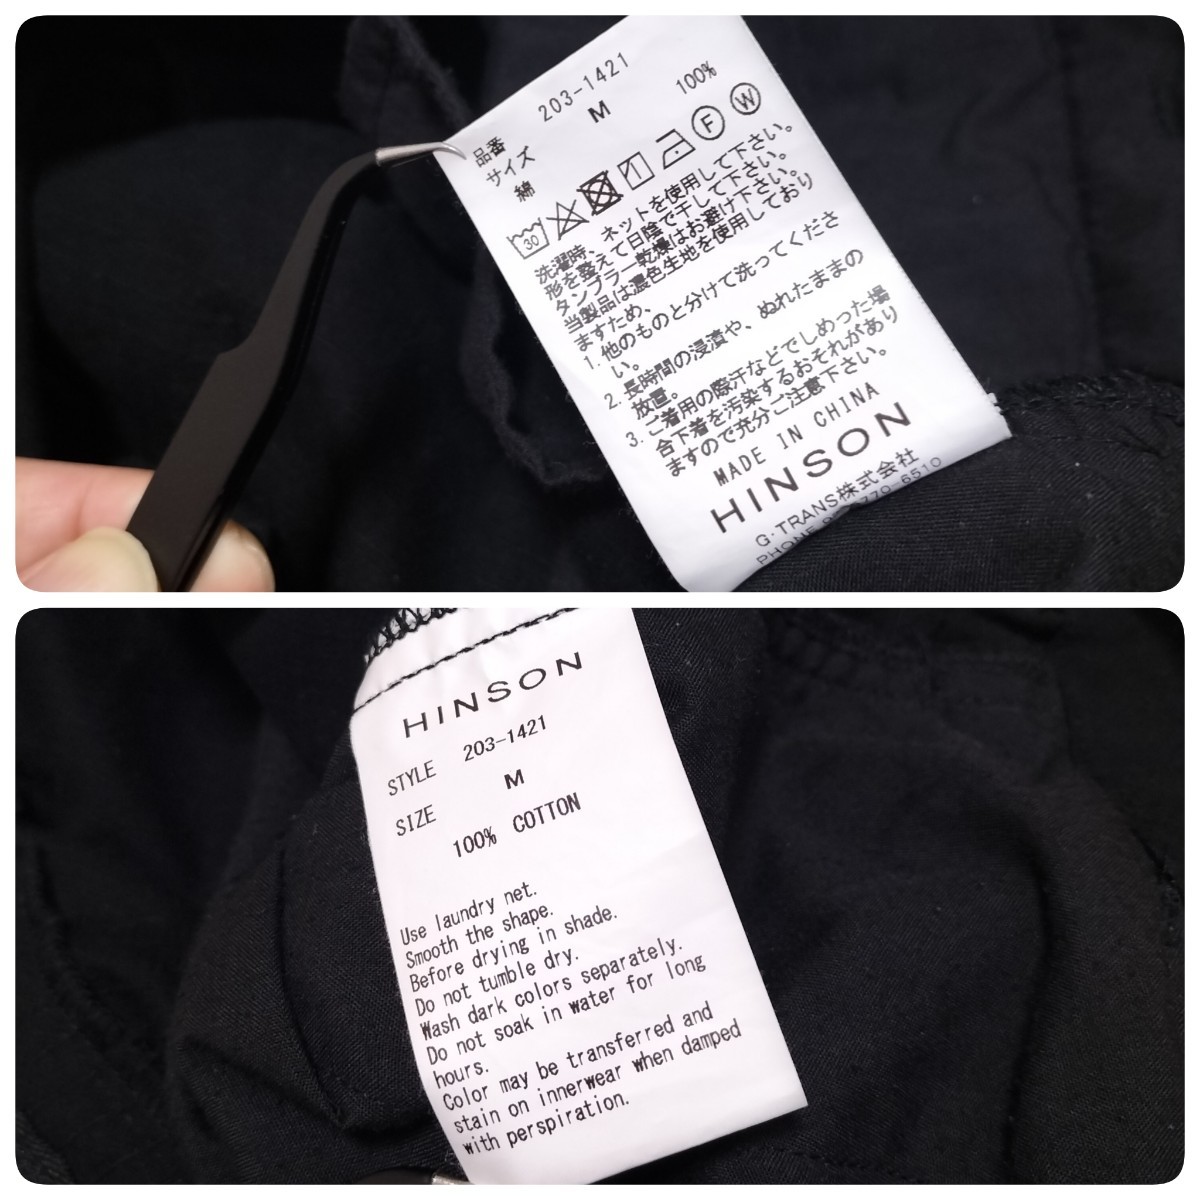 品番 203-1421
サイズ M
綿 100%
30 F W
洗濯時、ネットを使用して下さい。
形を整えて日陰で干して下さい。
タンブラー乾燥はお避け下さい。
当製品は濃色生地を使用しており
ますため、
1. 他のものと分けて洗ってくださ
い。
2. 長時間の浸漬や、ぬれたままの
放置。
3. ご着用の際汗などでしめった場
合下着を汚染するおそれがあり
ますので充分ご注意下さい。
MADE IN CHINA
HINSON
G·TRANS株式会社
PHONE 770-6510
HINSON
STYLE 203-1421
SIZE M
100% COTTON
Use laundry net.
Smooth the shape.
Before drying in shade.
Do not tumble dry.
Wash dark colors separately.
Do not soak in water for long
hours.
Color may be transferred and
stain on innerwear when damped
with perspiration.